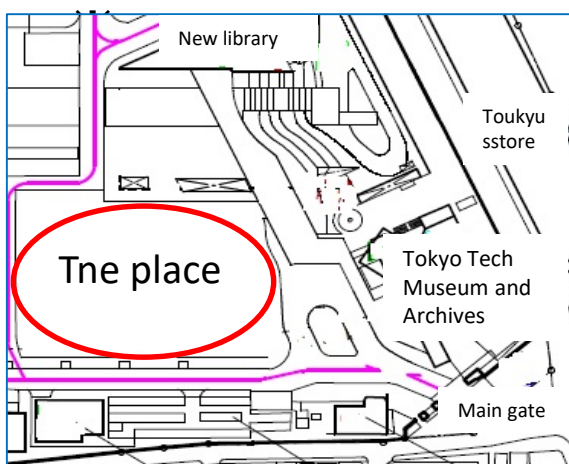 New library
Toukyu
sstore
Tne place
Tokyo Tech
Museum and
Archives
Main gate